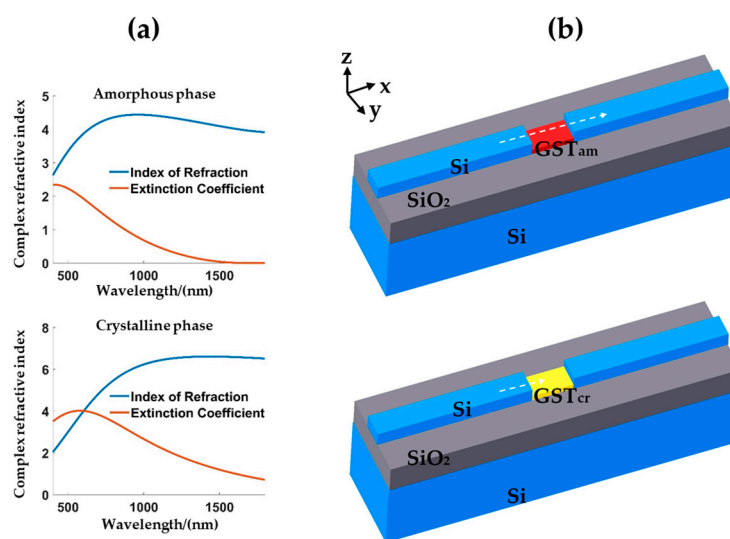 (a)
(b)
Amorphous phase
Complex refractive index
5
4
3
2
1
0
Index of Refraction
Extinction Coefficient
500
1000
1500
Wavelength/(nm)
Crystalline phase
Complex refractive index
8
6
4
2
0
Index of Refraction
Extinction Coefficient
500
1000
1500
Wavelength/(nm)
z
x
y
GSTam
Si
SiO2
Si
GSTcr
Si
SiO2
Si